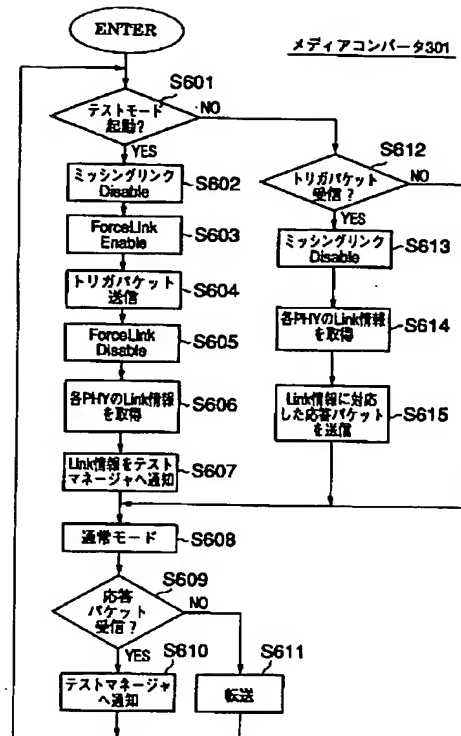 ENTER
メディアコンバータ301
S601
テストモード
起動?
NO
YES
S612
トリガパケット
受信?
NO
YES
ミッシングリンク
Disable
S602
ForceLink
Enable
S603
トリガパケット
送信
S604
ForceLink
Disable
S605
各PHYのLink情報
を取得
S606
Link情報をテスト
マネージャへ通知
S607
ミッシングリンク
Disable
S613
各PHYのLink情報
を取得
S614
Link情報に対応
した応答パケット
を送信
S615
通常モード
S608
S609
応答
パケット
受信?
NO
YES
S610
テストマネージャ
へ通知
S611
転送